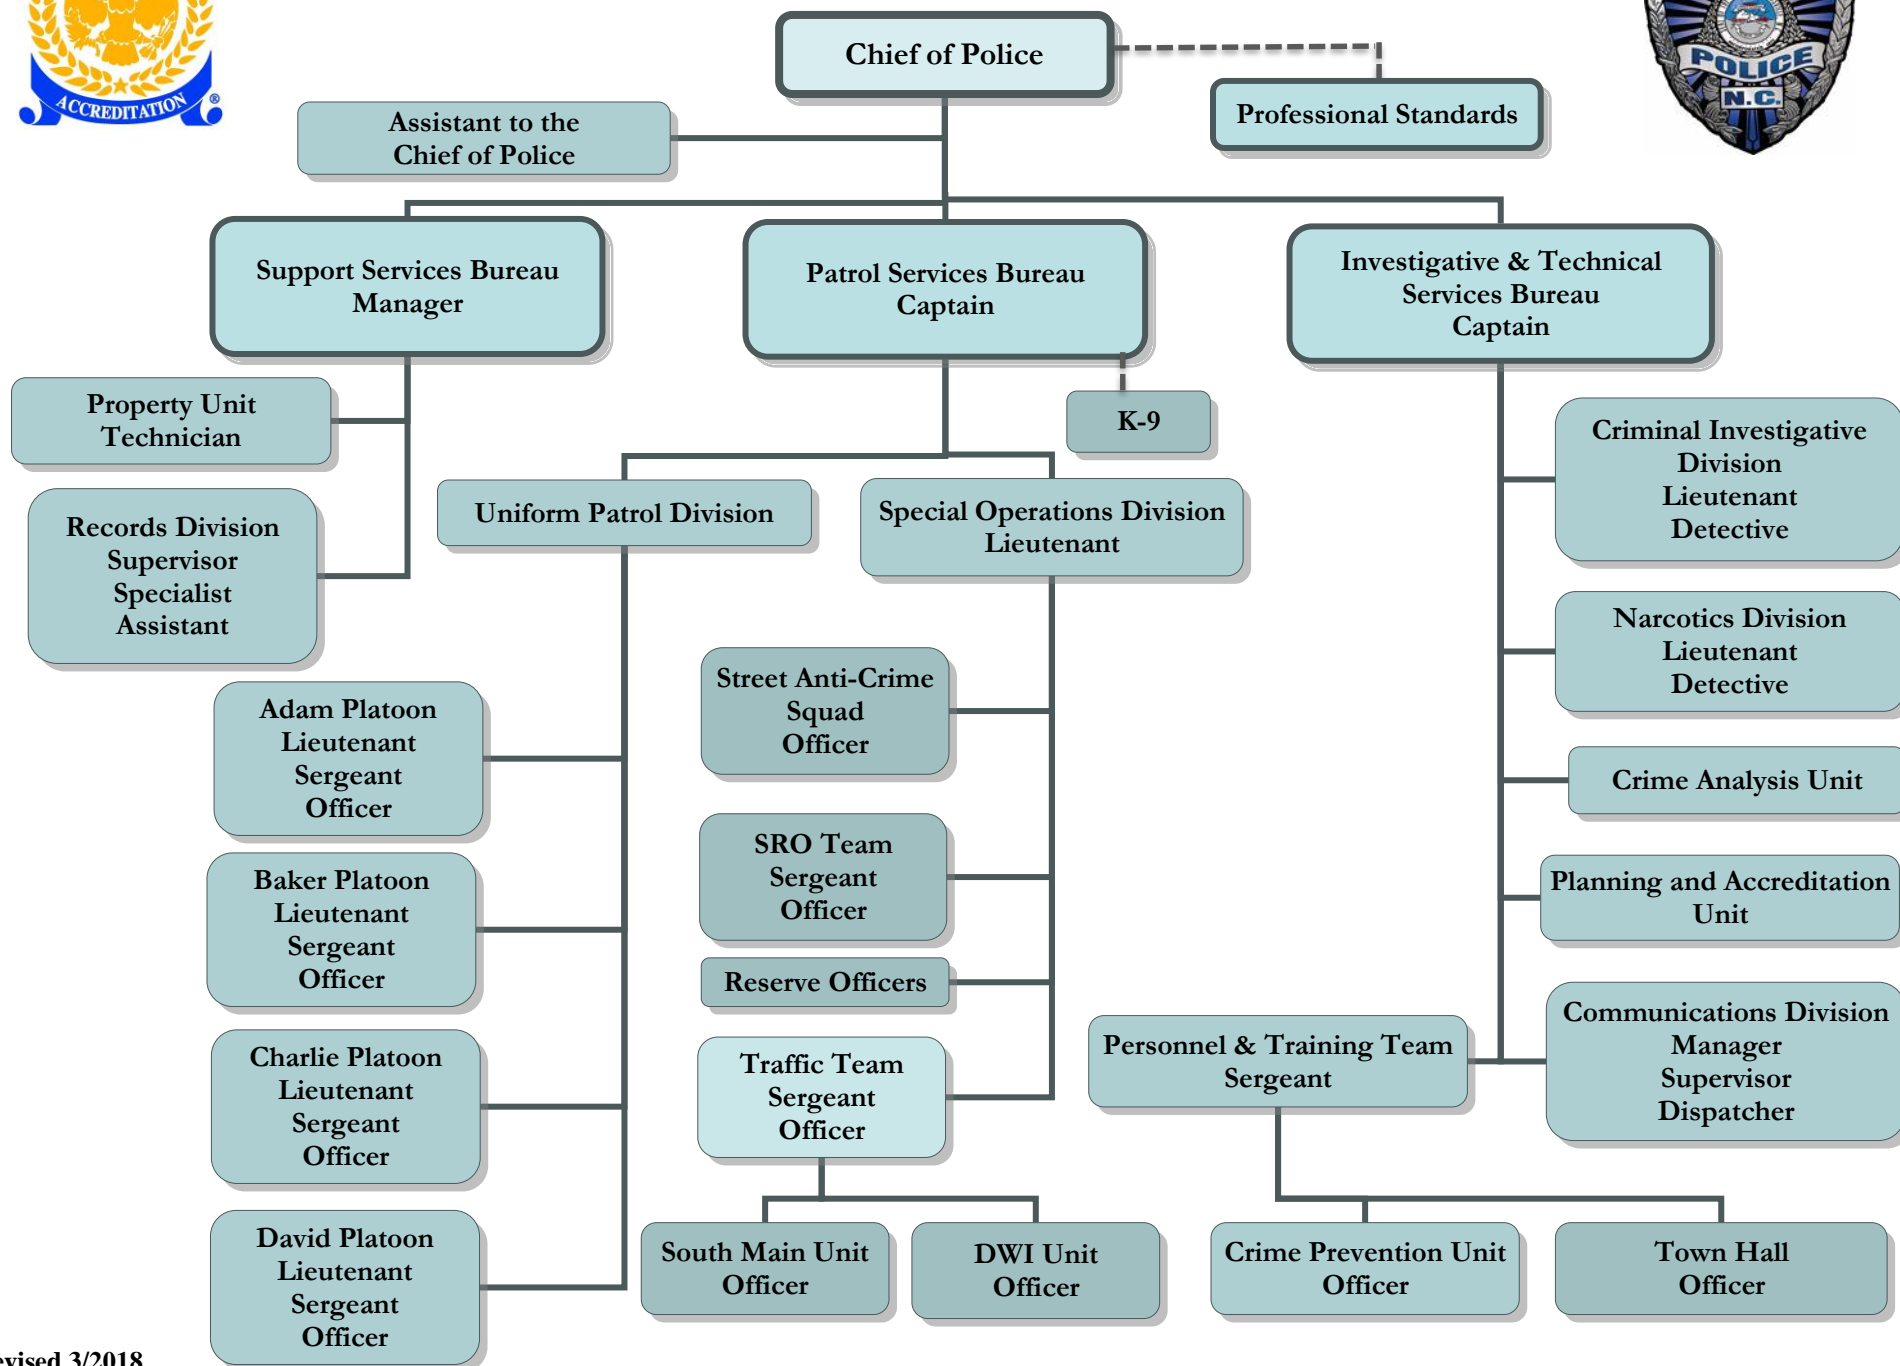 ACCREDITATION
®
POLICE
N.C.
Chief of Police
Professional Standards
Assistant to the
Chief of Police
Support Services Bureau
Manager
Patrol Services Bureau
Captain
Investigative & Technical
Services Bureau
Captain
Property Unit
Technician
Records Division
Supervisor
Specialist
Assistant
K-9
Uniform Patrol Division
Special Operations Division
Lieutenant
Adam Platoon
Lieutenant
Sergeant
Officer
Baker Platoon
Lieutenant
Sergeant
Officer
Charlie Platoon
Lieutenant
Sergeant
Officer
David Platoon
Lieutenant
Sergeant
Officer
Street Anti-Crime
Squad
Officer
SRO Team
Sergeant
Officer
Reserve Officers
Traffic Team
Sergeant
Officer
South Main Unit
Officer
DWI Unit
Officer
Criminal Investigative
Division
Lieutenant
Detective
Narcotics Division
Lieutenant
Detective
Crime Analysis Unit
Planning and Accreditation
Unit
Communications Division
Manager
Supervisor
Dispatcher
Personnel & Training Team
Sergeant
Crime Prevention Unit
Officer
Town Hall
Officer
evised 3/2018